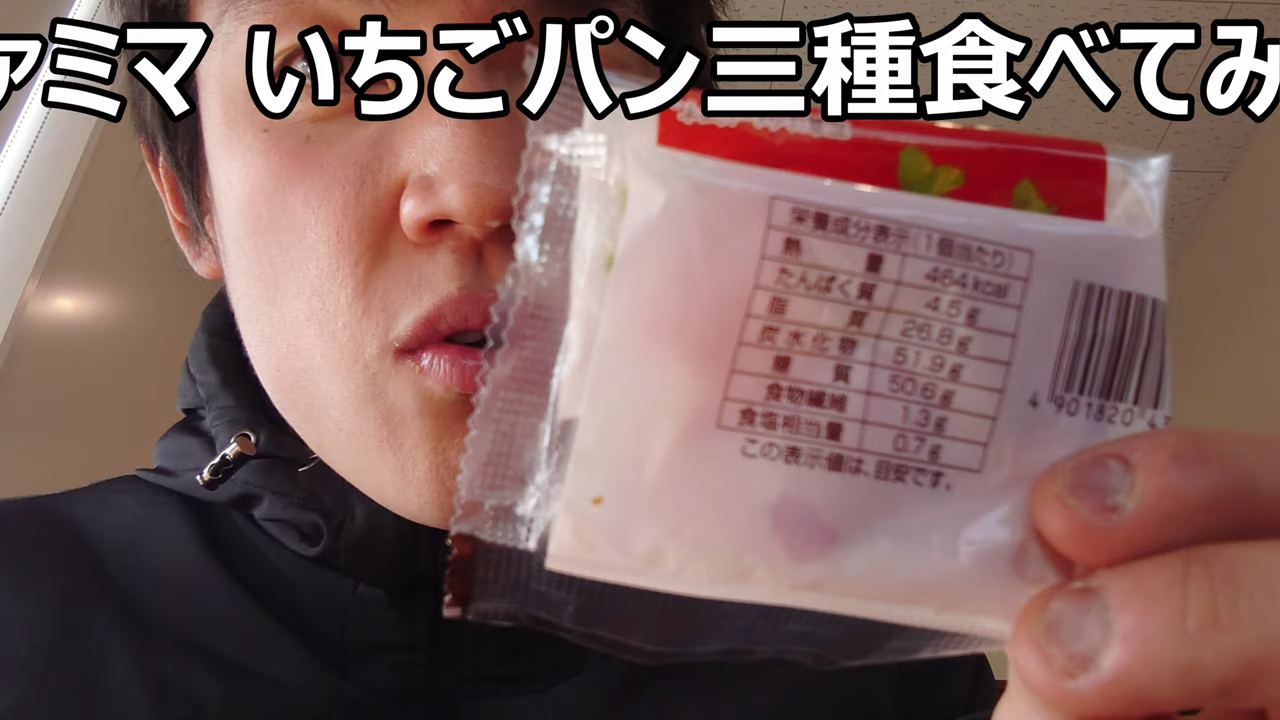 ァミマ いちごパン三種食べてみ
栄養成分表示(1個当たり)
熱量 464kcal
たんぱく質 4.5g
脂質 26.8g
炭水化物 51.9g
糖質 50.6g
食物繊維 1.3g
食塩相当量 0.7g
この表示値は、目安です。
4 901820 47